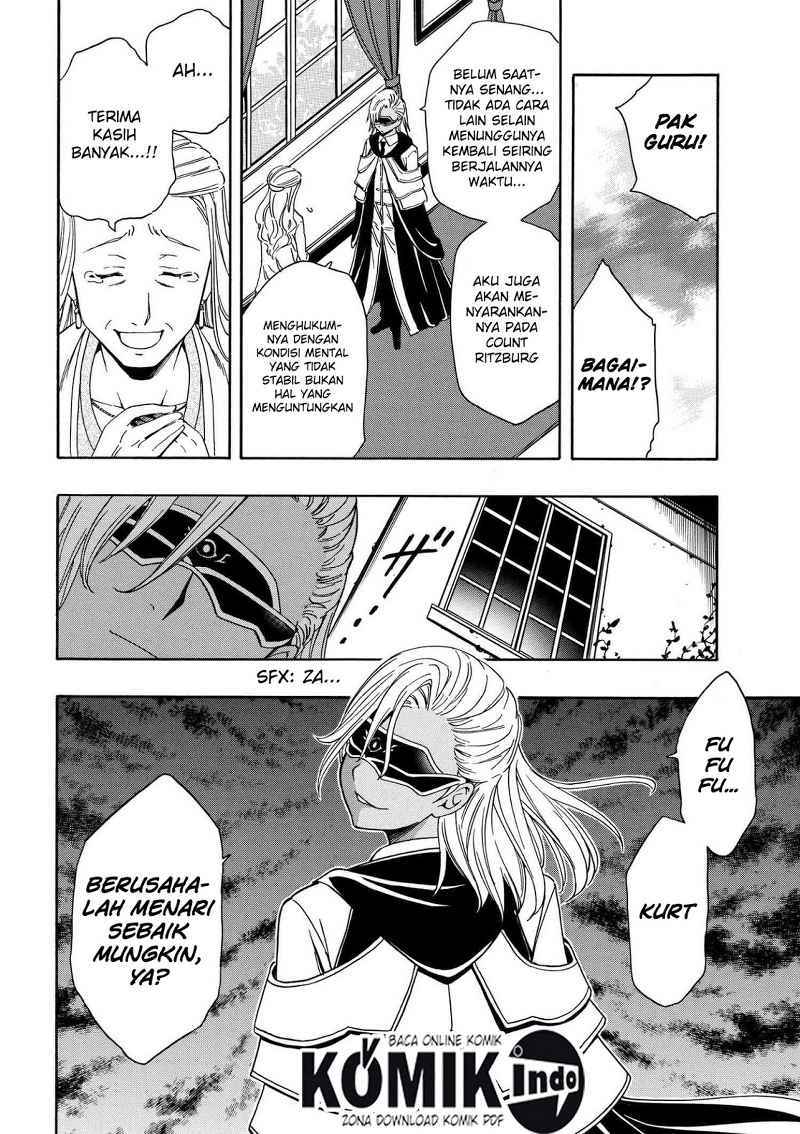 PAK
GURU!
BAGAI-
MANA!?
BELUM SAAT-
NYA SENANG...
TIDAK ADA CARA
LAIN SELAIN
MENUNGGUNYA
KEMBALI SEIRING
BERJALANNYA
WAKTU...
AKU JUGA
AKAN ME-
NYARANKAN-
NYA PADA
COUNT
RITZBURG
MENGHUKUM-
NYA DENGAN
KONDISI MENTAL
YANG TIDAK
STABIL BUKAN
HAL YANG
MENGUNTUNGKAN
AH...
TERIMA
KASIH
BANYAK...!!
ザ...
SFX: ZA...
FU
FU
FU...
KURT
BERUSAHA-
LAH MENARI
SEBAIK
MUNGKIN,
YA?
BACA ONLINE KOMIK
KOMIK indo
ZONA DOWNLOAD KOMIK PDF